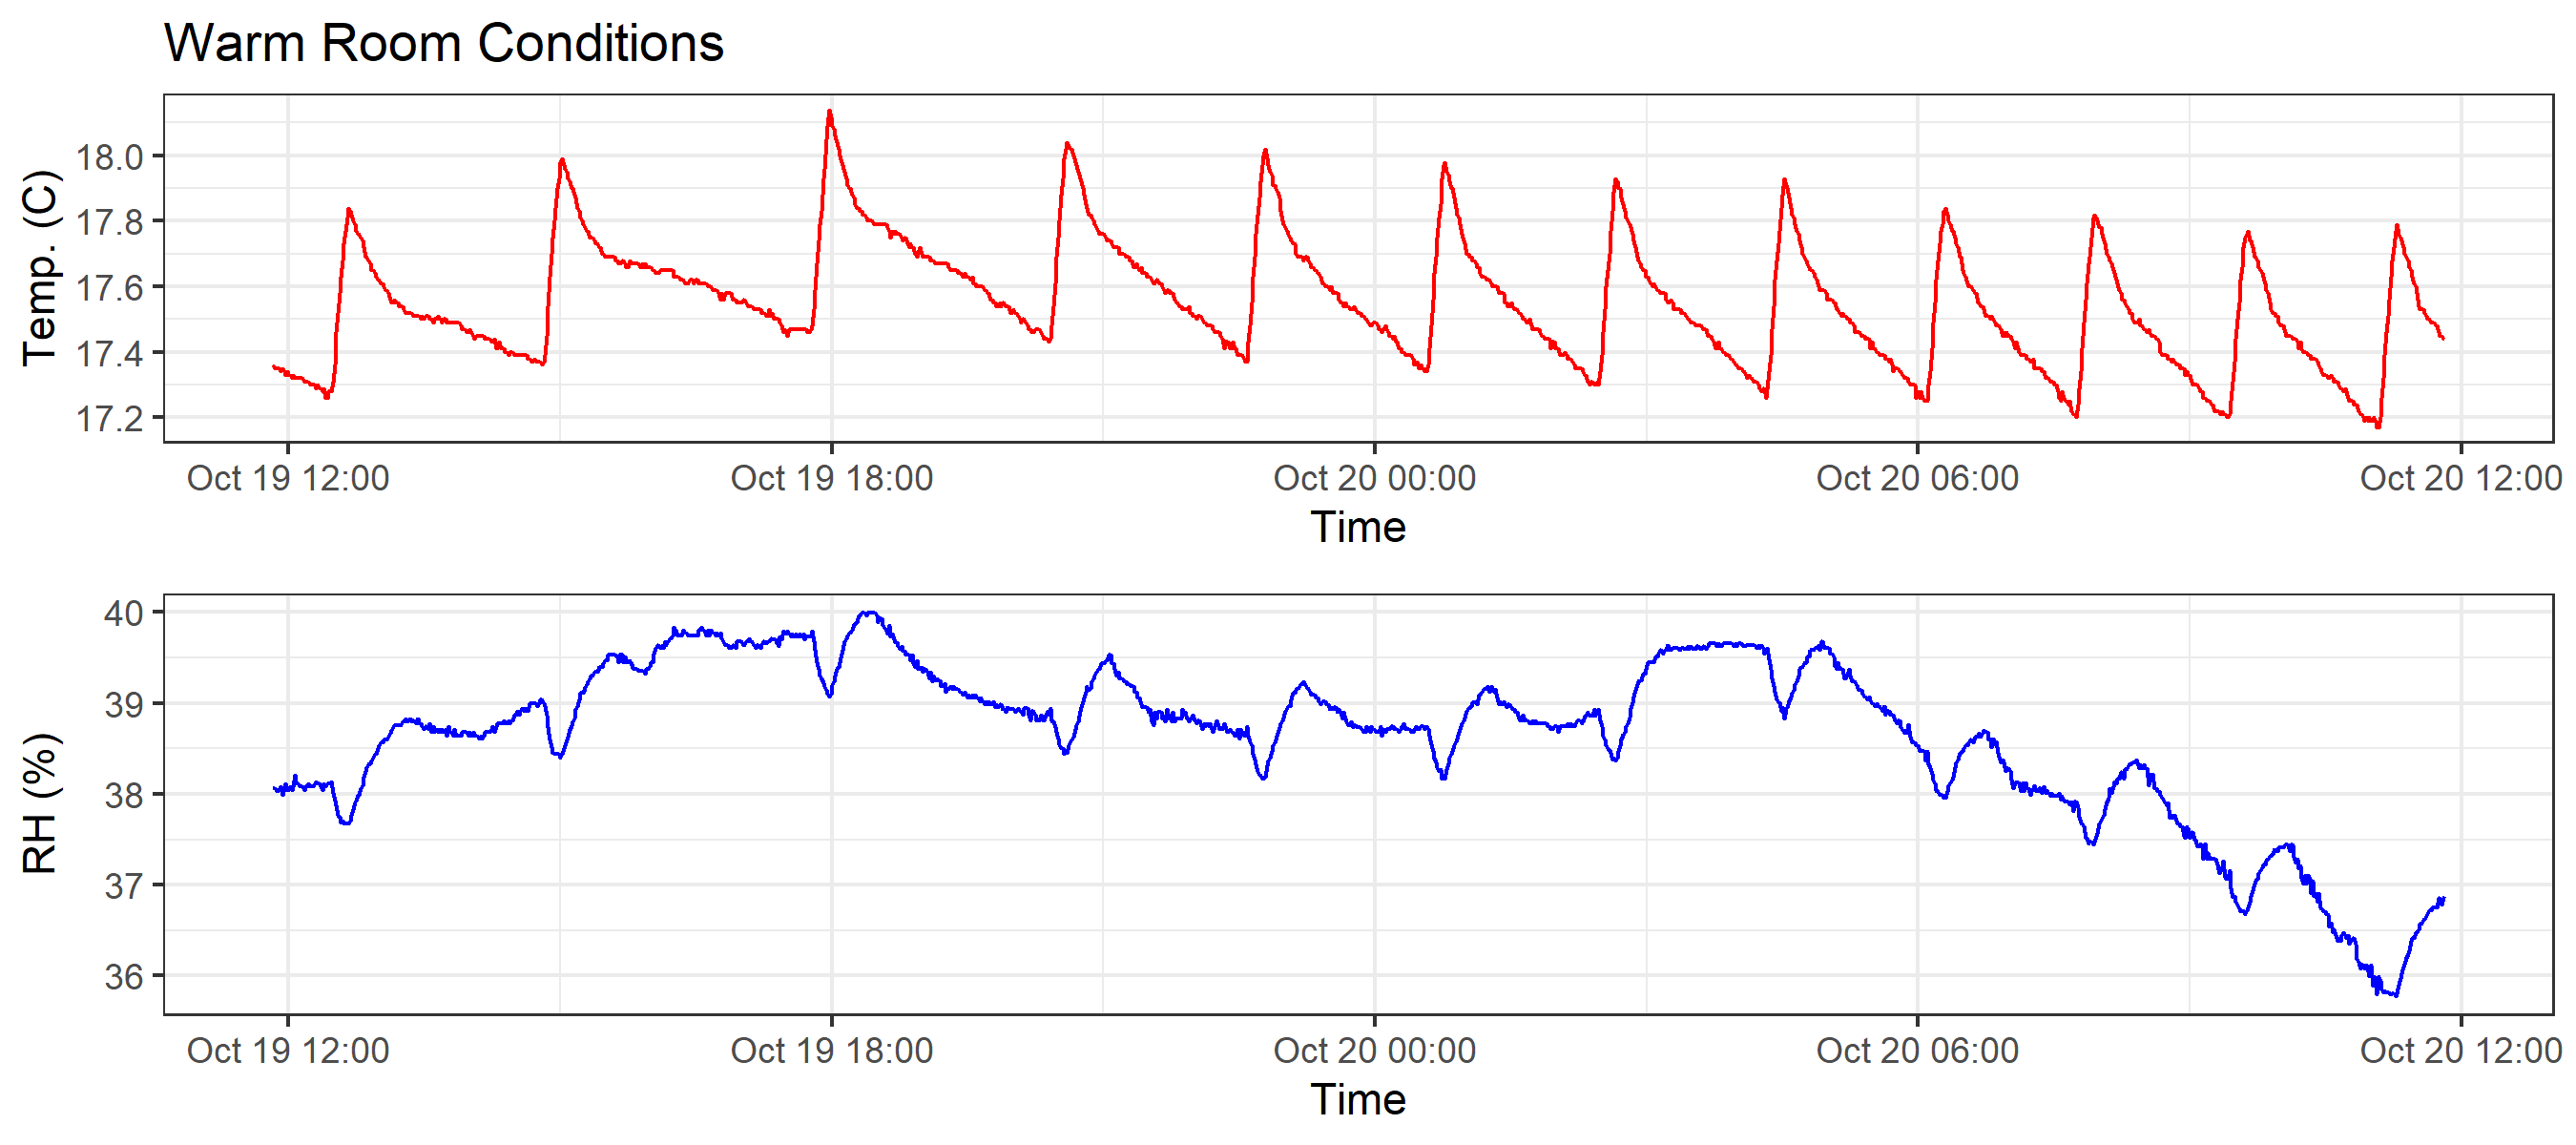 Warm Room Conditions
Temp. (C)
18.0
17.8
17.6
17.4
17.2
Oct 19 12:00 Oct 19 18:00 Oct 20 00:00 Oct 20 06:00 Oct 20 12:00
Time
RH (%)
40
39
38
37
36
Oct 19 12:00 Oct 19 18:00 Oct 20 00:00 Oct 20 06:00 Oct 20 12:00
Time